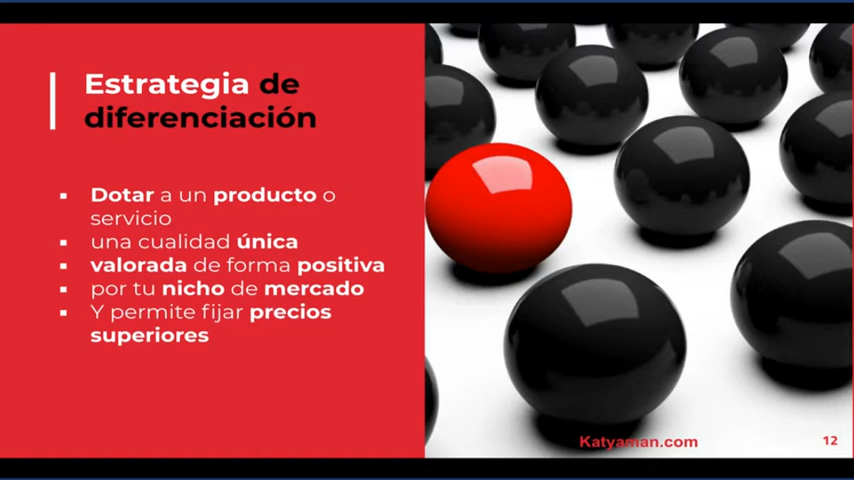 Estrategia de
diferenciación
Dotar a un producto o
servicio
una cualidad única
valorada de forma positiva
por tu nicho de mercado
Y permite fijar precios
superiores
Katyaman.com
12